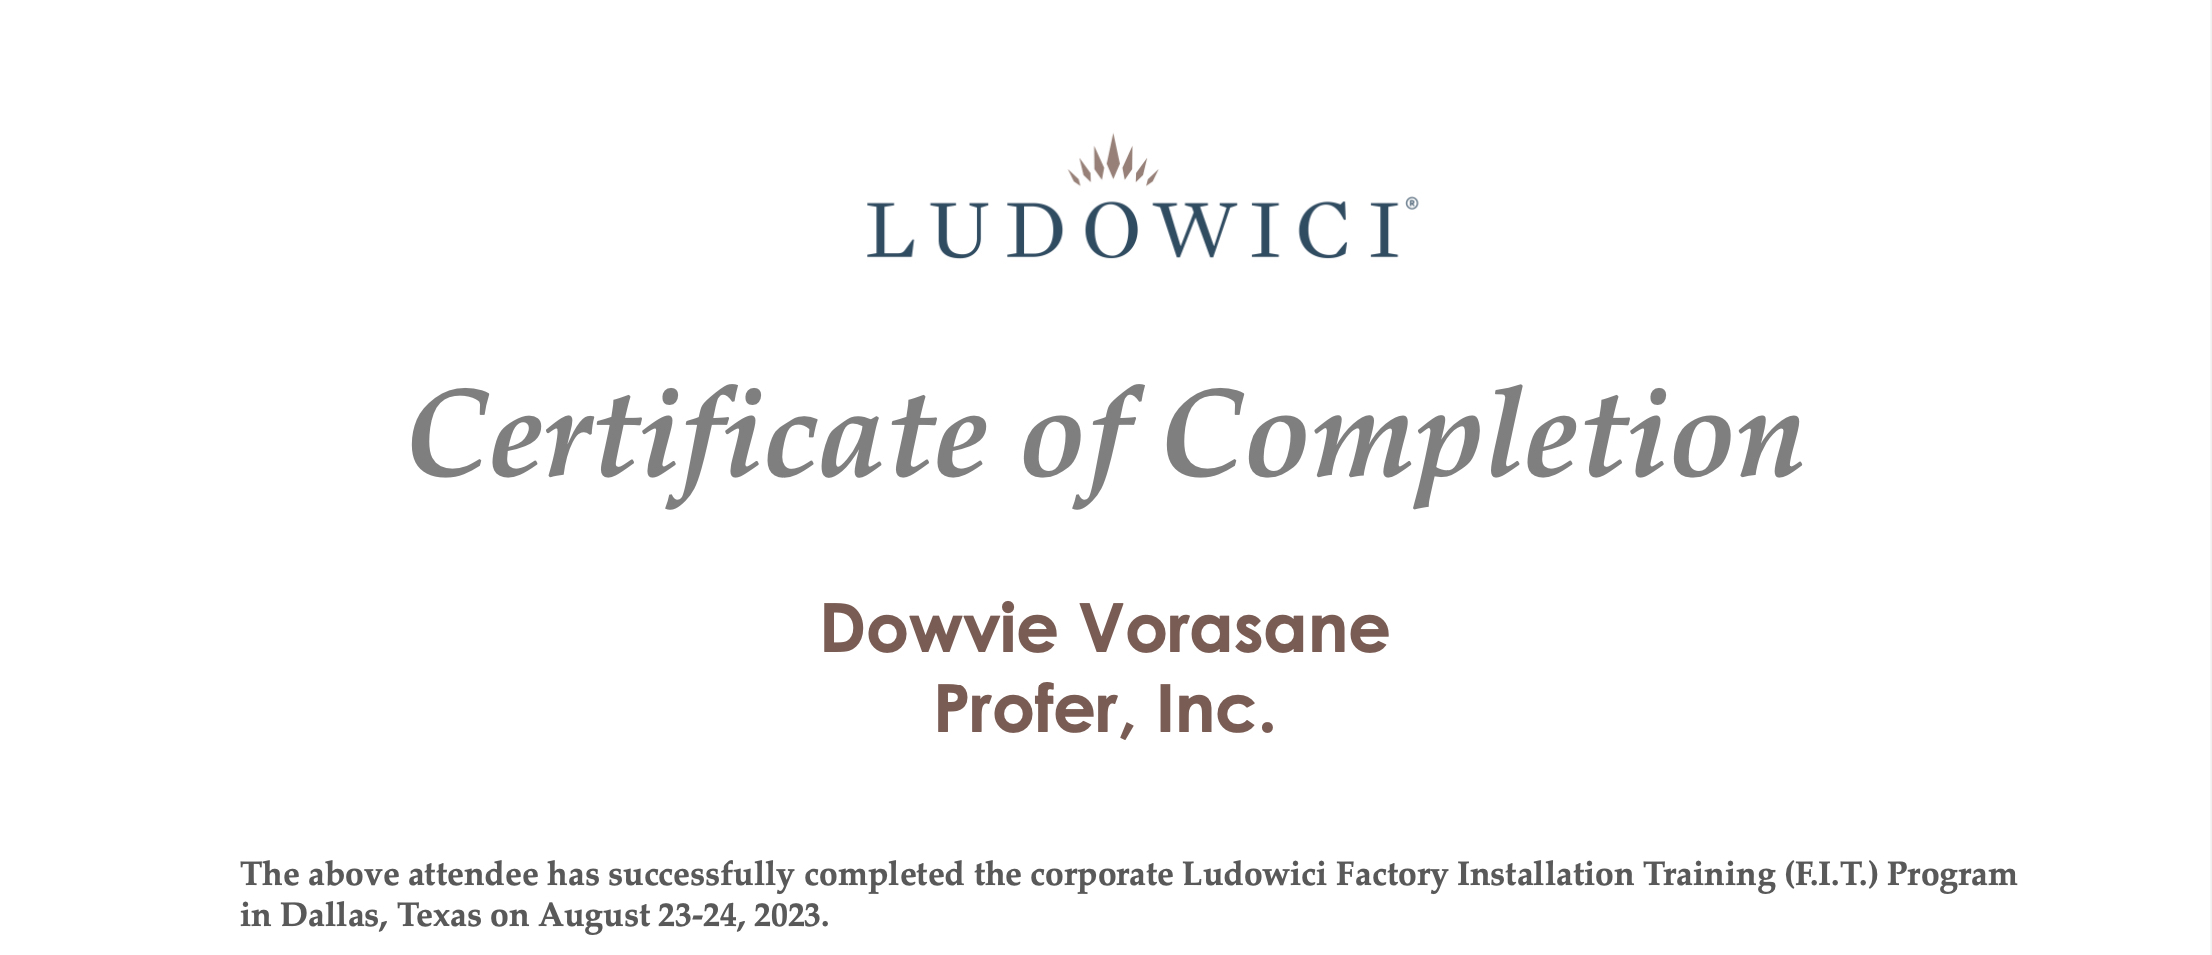 LUDOWICI®
Certificate of Completion
Dowvie Vorasane
Profer, Inc.
The above attendee has successfully completed the corporate Ludowici Factory Installation Training (F.I.T.) Program
in Dallas, Texas on August 23-24, 2023.